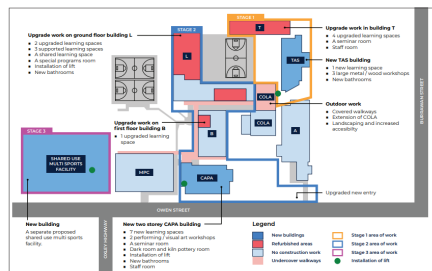 STAGE 2
STAGE 1
Upgrade work on ground floor building L
2 upgraded learning spaces
3 supported learning spaces
A shared learning space
A special programs room
Installation of lift
New bathrooms
L
T
TAS
COLA
COLA
A
B
MPC
CAPA
Upgrade work in building T
4 upgraded learning spaces
A seminar room
Staff room
New TAS building
1 new learning space
3 large metal / wood workshops
New bathrooms
Outdoor work
Covered walkways
Extension of COLA
Landscaping and increased accessibility
Upgrade work on
first floor building B
1 upgraded learning
space
STAGE 3
SHARED USE
MULTI SPORTS
FACILITY
Upgraded new entry
OWEN STREET
New building
A separate proposed
shared use multi sports
facility.
New two storey CAPA building
7 new learning spaces
2 performing/ visual art workshops
A seminar room
Dark room and kiln pottery room
Installation of lift
New bathrooms
Staff room
Legend
New buildings
Refurbished areas
No construction work
Undercover walkways
Stage 1 area of work
Stage 2 area of work
Stage 3 area of work
Installation of lift